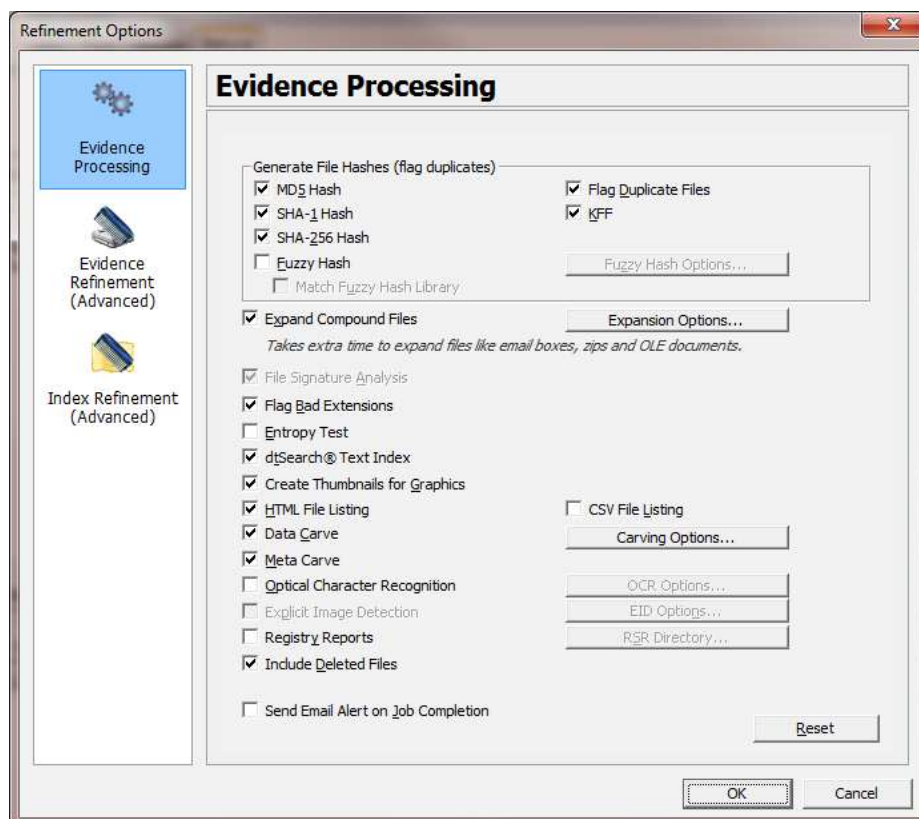 Refinement Options
Evidence Processing
Evidence
Processing
Evidence
Refinement
(Advanced)
Index Refinement
(Advanced)
Generate File Hashes (flag duplicates)
MD5 Hash
Flag Duplicate Files
SHA-1 Hash
KFF
SHA-256 Hash
Fuzzy Hash
Fuzzy Hash Options...
Match Fuzzy Hash Library
Expand Compound Files
Expansion Options...
Takes extra time to expand files like email boxes, zips and OLE documents.
File Signature Analysis
Flag Bad Extensions
Entropy Test
dtSearch® Text Index
Create Thumbnails for Graphics
HTML File Listing
CSV File Listing
Data Carve
Carving Options...
Meta Carve
Optical Character Recognition
OCR Options...
Explicit Image Detection
EID Options...
Registry Reports
RSR Directory...
Include Deleted Files
Send Email Alert on Job Completion
Reset
OK
Cancel